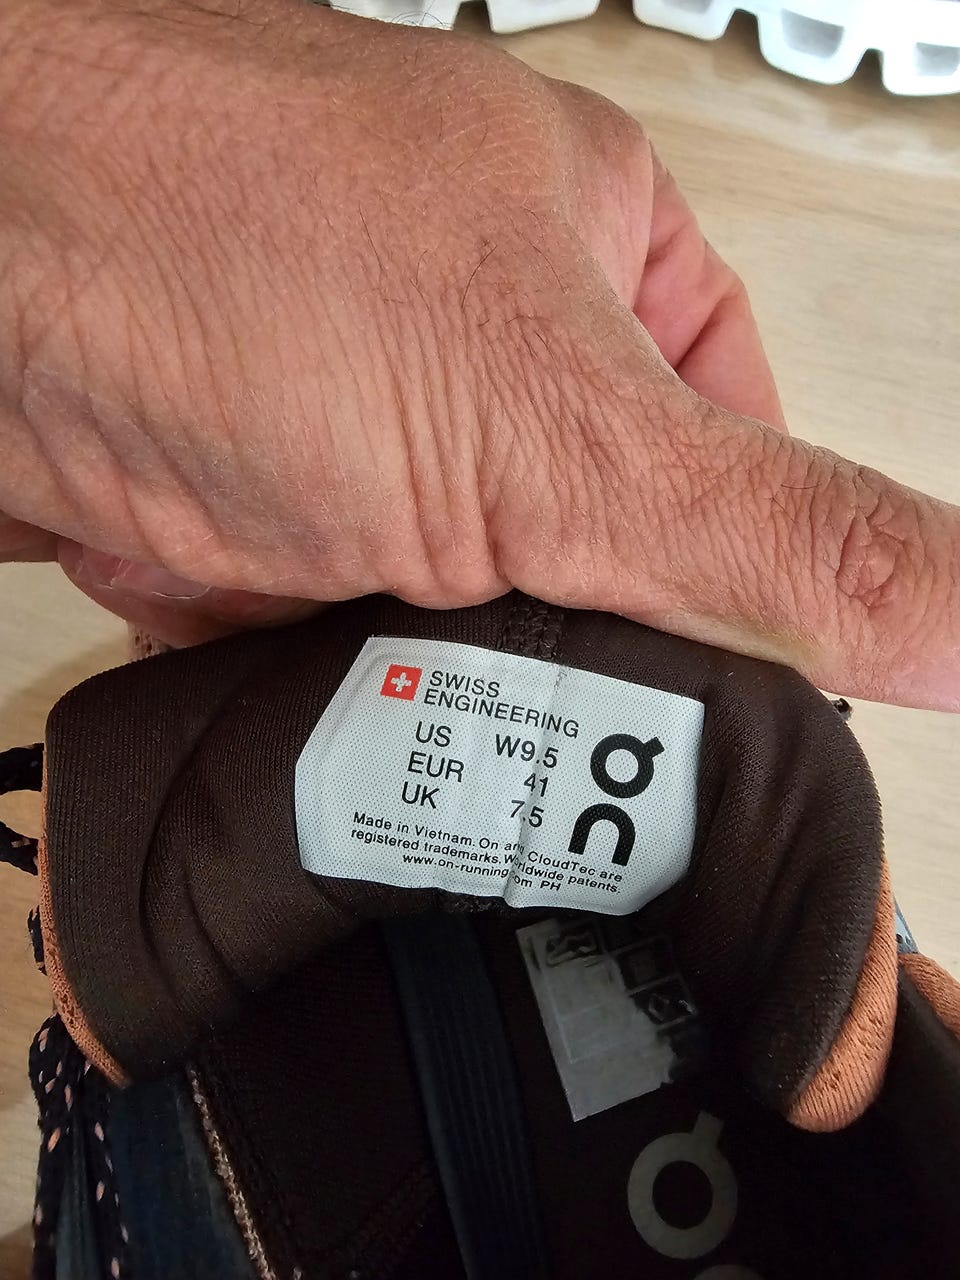 SWISS
ENGINEERING
US W9.5
EUR 41
UK 7.5
on
Made in Vietnam. On and CloudTec are
registered trademarks. Worldwide patents.
www.on-running.com PH